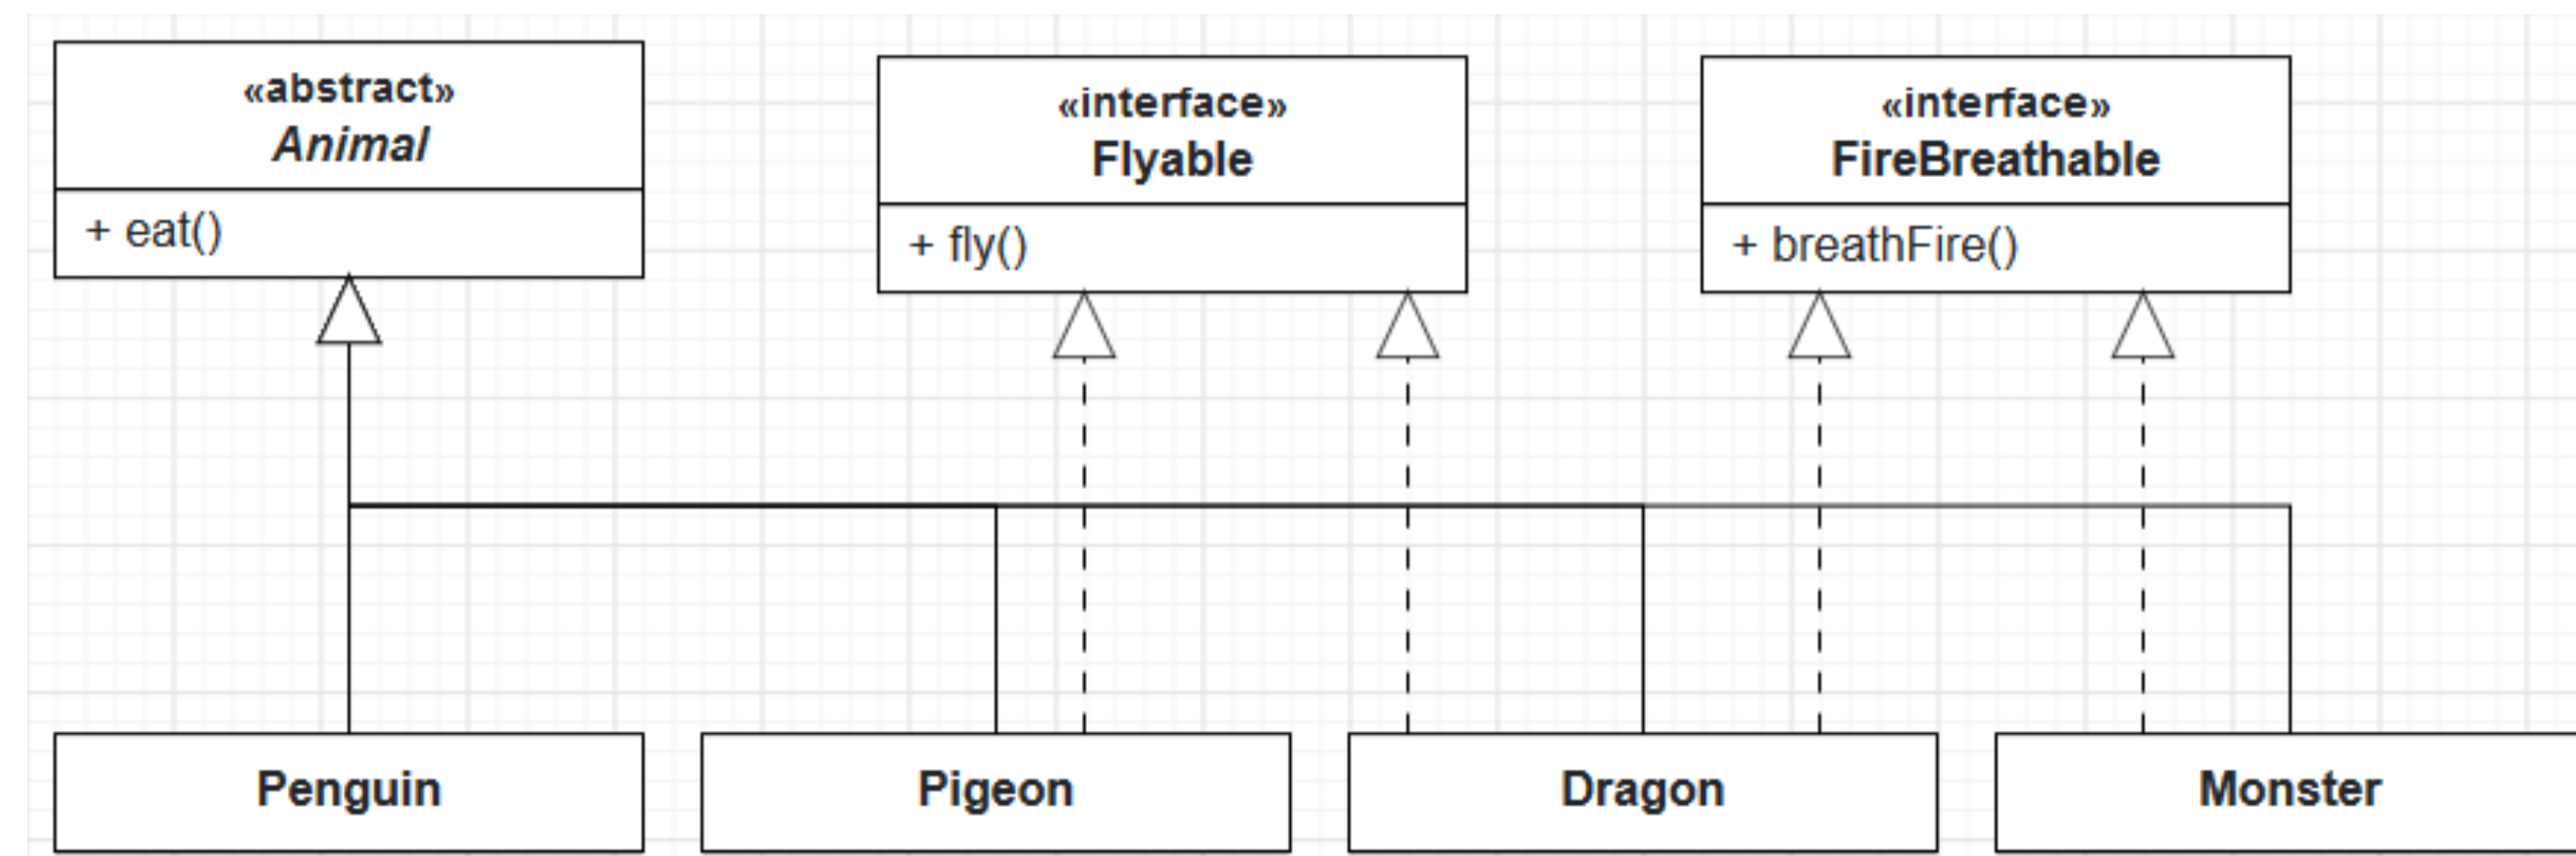 «abstract»
Animal
+ eat()
«interface»
Flyable
+ fly()
«interface»
FireBreathable
+ breathFire()
Penguin
Pigeon
Dragon
Monster